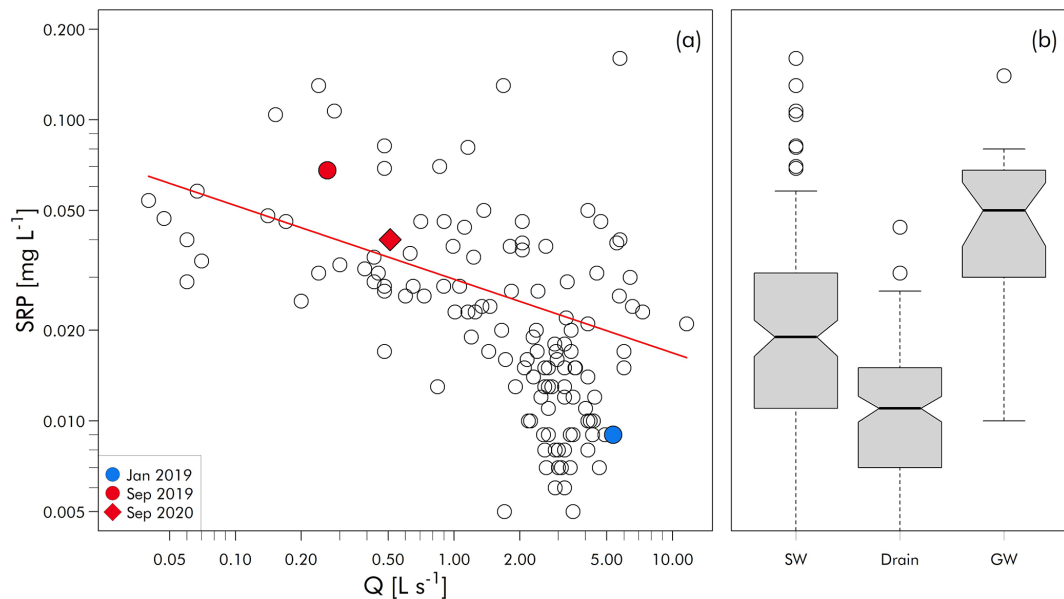 (a)
(b)
0.200
0.100
0.050
0.020
0.010
0.005
SRP [mg L⁻¹]
Jan 2019
Sep 2019
Sep 2020
0.05 0.10 0.20 0.50 1.00 2.00 5.00 10.00
Q [L s⁻¹]
SW Drain GW